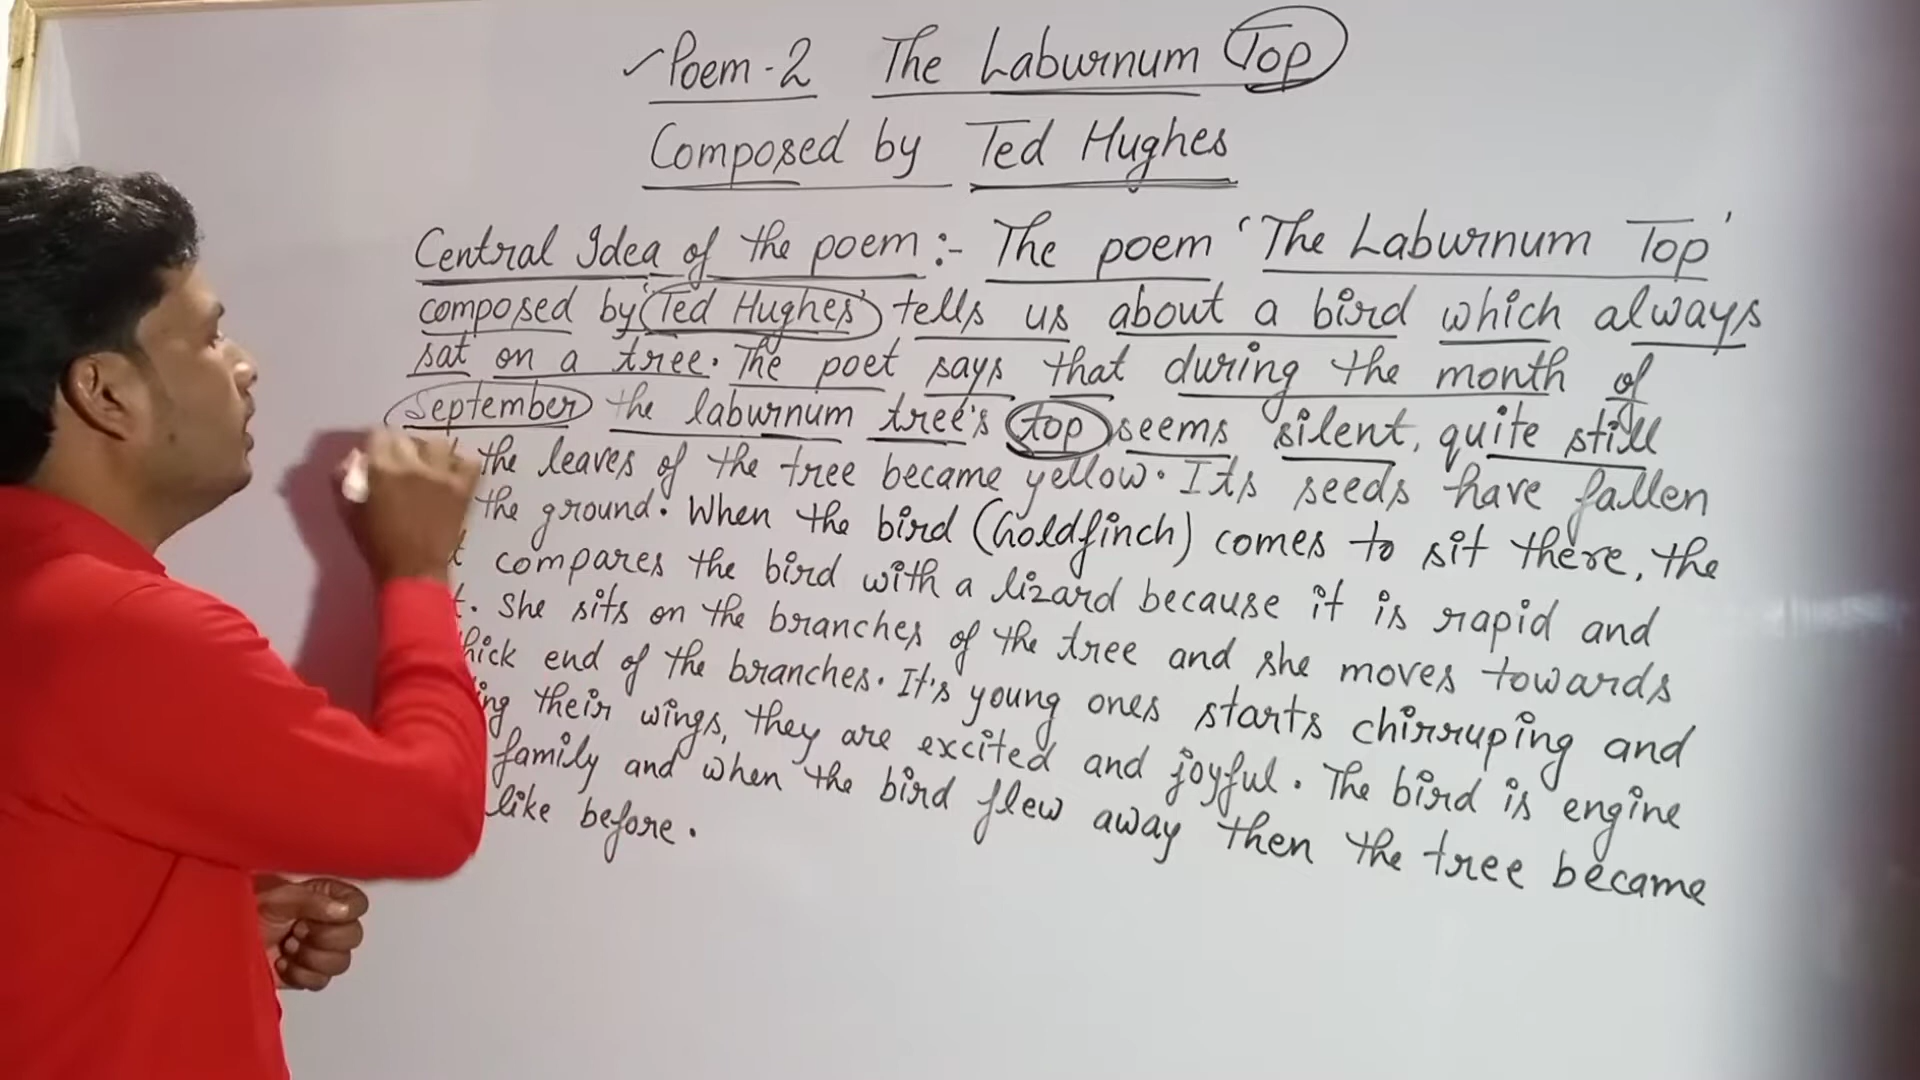 Poem-2 The Laburnum Top
Composed by Ted Hughes
Central Idea of the poem :- The poem 'The Laburnum Top'
composed by 'Ted Hughes' tells us about a bird which always
sat on a tree. The poet says that during the month of
September the laburnum tree's top seems silent, quite still
the leaves of the tree became yellow. Its seeds have fallen
the ground. When the bird (Goldfinch) comes to sit there, the
compares the bird with a lizard because it is rapid and
She sits on the branches of the tree and she moves towards
end of the branches. It's young ones starts chirruping and
their wings, they are excited and joyful. The bird is engine
family and when the bird flew away then the tree became
like before.